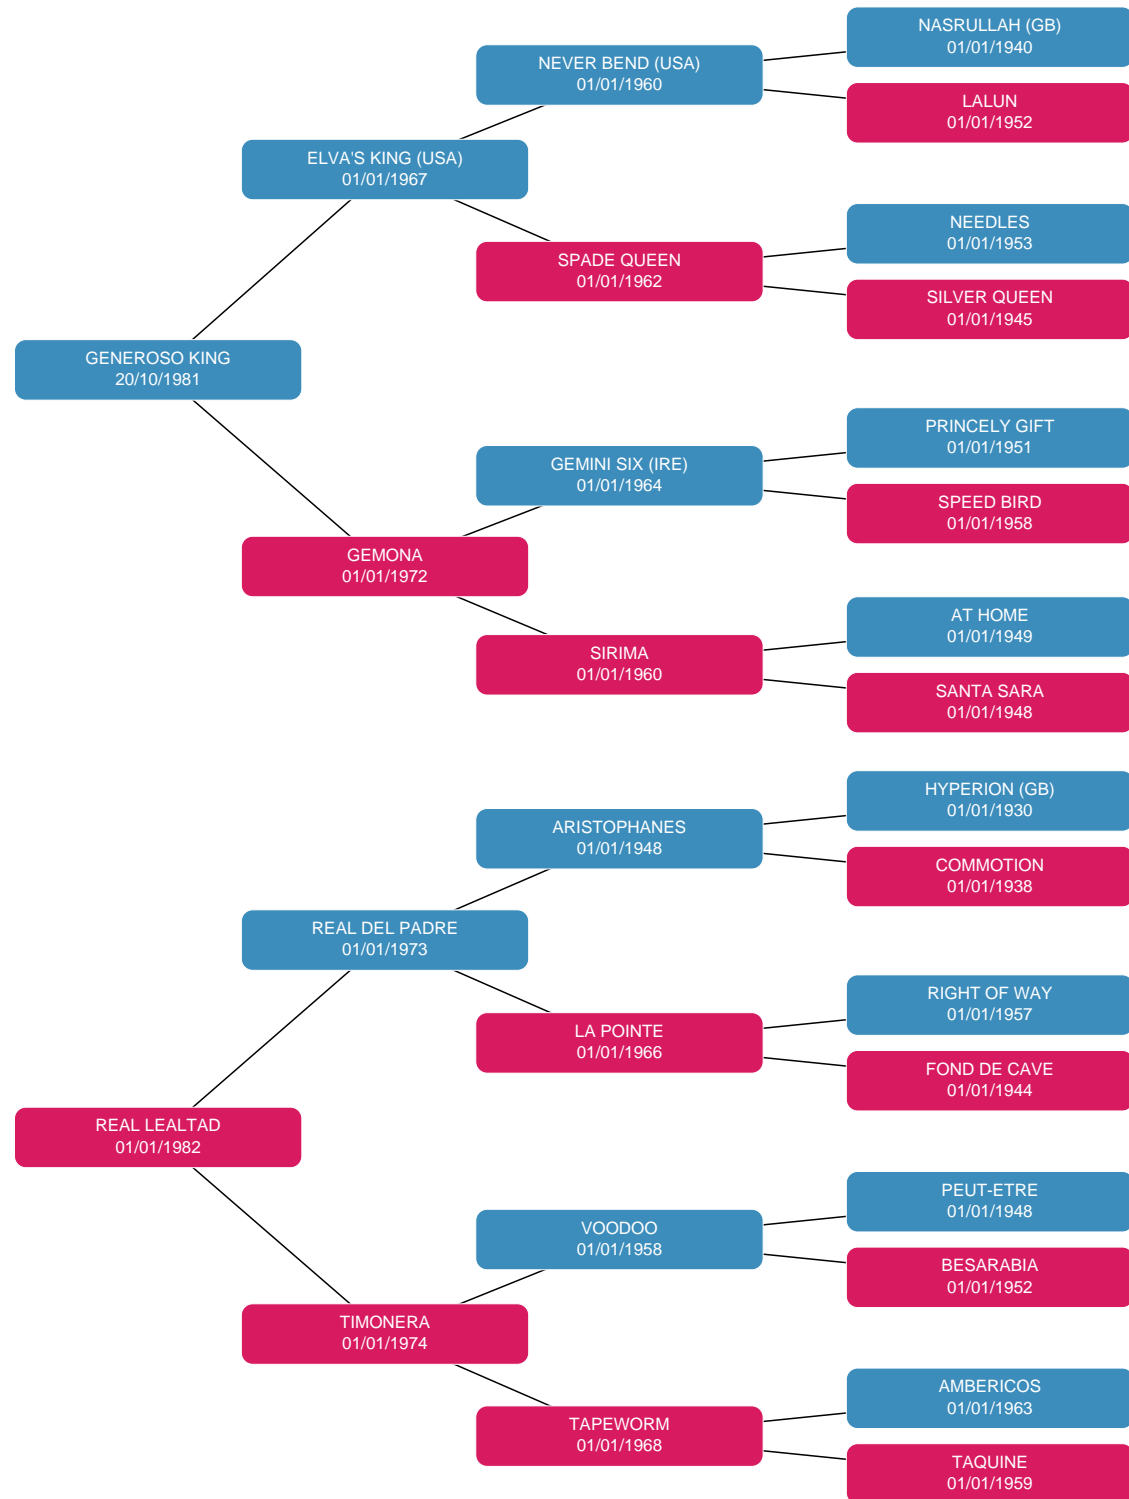 NASRULLAH (GB)
01/01/1940
NEVER BEND (USA)
01/01/1960
LALUN
01/01/1952
ELVA'S KING (USA)
01/01/1967
NEEDLES
01/01/1953
SPADE QUEEN
01/01/1962
SILVER QUEEN
01/01/1945
GENEROSO KING
20/10/1981
PRINCELY GIFT
01/01/1951
GEMINI SIX (IRE)
01/01/1964
SPEED BIRD
01/01/1958
GEMONA
01/01/1972
AT HOME
01/01/1949
SIRIMA
01/01/1960
SANTA SARA
01/01/1948
HYPERION (GB)
01/01/1930
ARISTOPHANES
01/01/1948
COMMOTION
01/01/1938
REAL DEL PADRE
01/01/1973
RIGHT OF WAY
01/01/1957
LA POINTE
01/01/1966
FOND DE CAVE
01/01/1944
REAL LEALTAD
01/01/1982
PEUT-ETRE
01/01/1948
VOODOO
01/01/1958
BESARABIA
01/01/1952
TIMONERA
01/01/1974
AMBERICOS
01/01/1963
TAPEWORM
01/01/1968
TAQUINE
01/01/1959